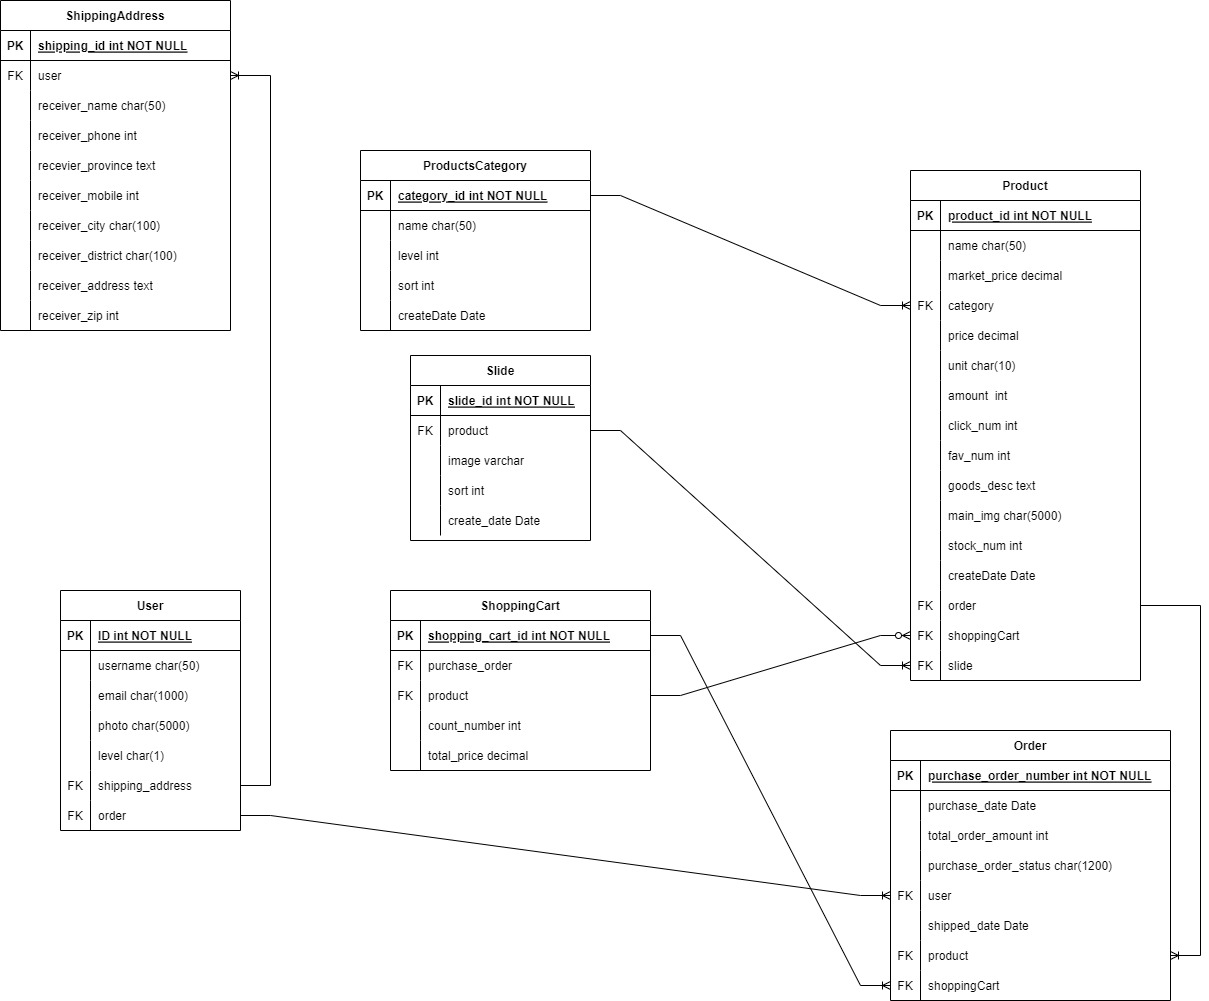 ShippingAddress
PK shipping_id int NOT NULL
FK user
receiver_name char(50)
receiver_phone int
recevier_province text
receiver_mobile int
receiver_city char(100)
receiver_district char(100)
receiver_address text
receiver_zip int
ProductsCategory
PK category_id int NOT NULL
name char(50)
level int
sort int
createDate Date
Product
PK product_id int NOT NULL
name char(50)
market_price decimal
FK category
price decimal
unit char(10)
amount  int
click_num int
fav_num int
goods_desc text
main_img char(5000)
stock_num int
createDate Date
FK order
FK shoppingCart
FK slide
Slide
PK slide_id int NOT NULL
FK product
image varchar
sort int
create_date Date
User
PK ID int NOT NULL
username char(50)
email char(1000)
photo char(5000)
level char(1)
FK shipping_address
FK order
ShoppingCart
PK shopping_cart_id int NOT NULL
FK purchase_order
FK product
count_number int
total_price decimal
Order
PK purchase_order_number int NOT NULL
purchase_date Date
total_order_amount int
purchase_order_status char(1200)
FK user
shipped_date Date
FK product
FK shoppingCart